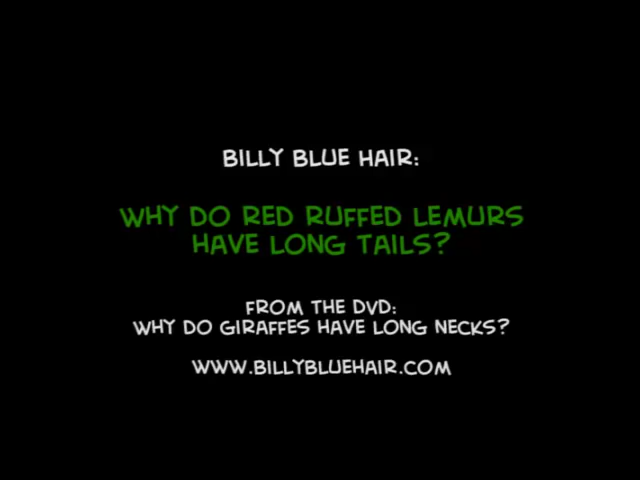 BILLY BLUE HAIR:
WHY DO RED RUFFED LEMURS
HAVE LONG TAILS?
FROM THE DVD:
WHY DO GIRAFFES HAVE LONG NECKS?
WWW.BILLYBLUEHAIR.COM